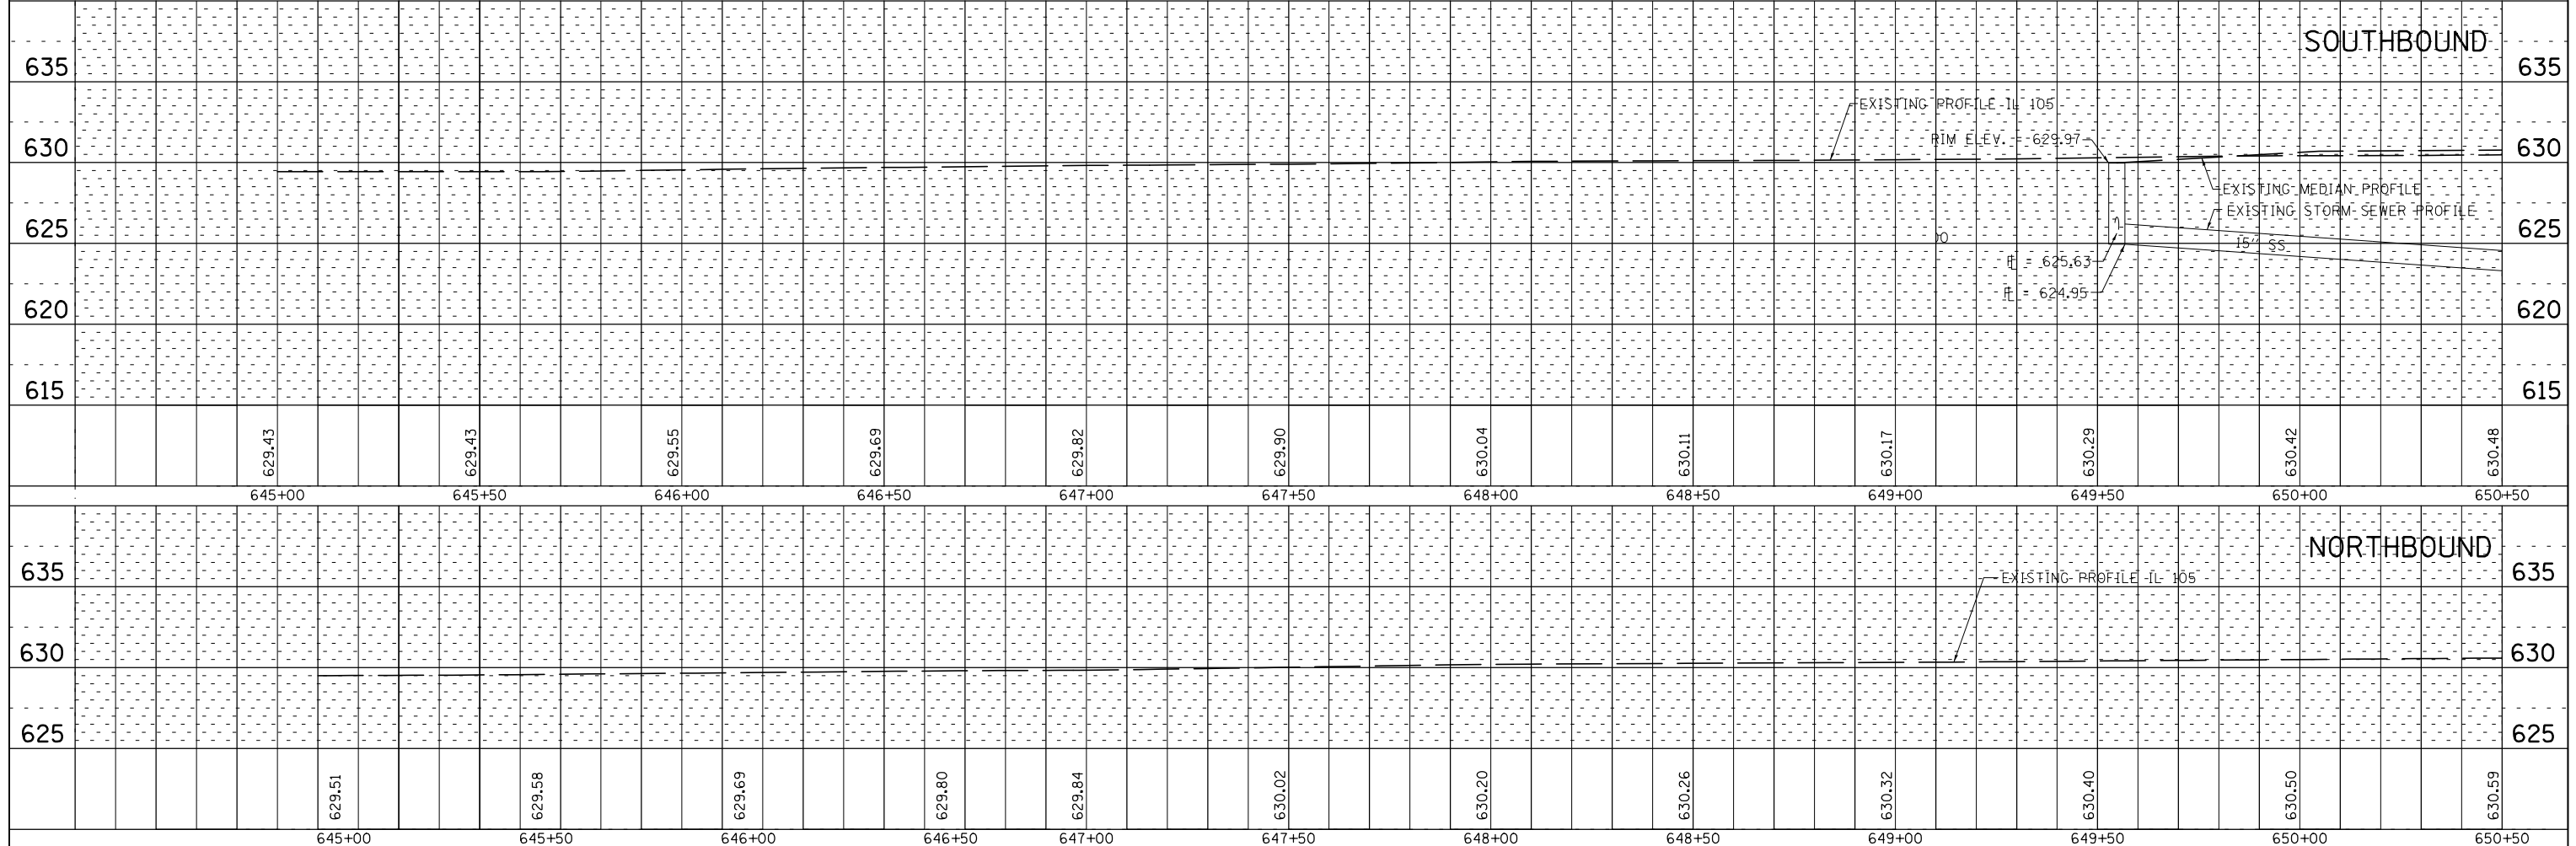 SOUTHBOUND
635 635
EXISTING PROFILE IL 105
RIM ELEV. = 629.97
630 630
EXISTING MEDIAN PROFILE
EXISTING STORM SEWER PROFILE
625 625
15" SS
℄ = 625.63
℄ = 624.95
620 620
615 615
629.43 629.43 629.55 629.69 629.82 629.90 630.04 630.11 630.17 630.29 630.42 630.48
645+00 645+50 646+00 646+50 647+00 647+50 648+00 648+50 649+00 649+50 650+00 650+50
NORTHBOUND
635 635
EXISTING PROFILE IL 105
630 630
625 625
629.51 629.58 629.69 629.80 629.84 630.02 630.20 630.26 630.32 630.40 630.50 630.59
645+00 645+50 646+00 646+50 647+00 647+50 648+00 648+50 649+00 649+50 650+00 650+50